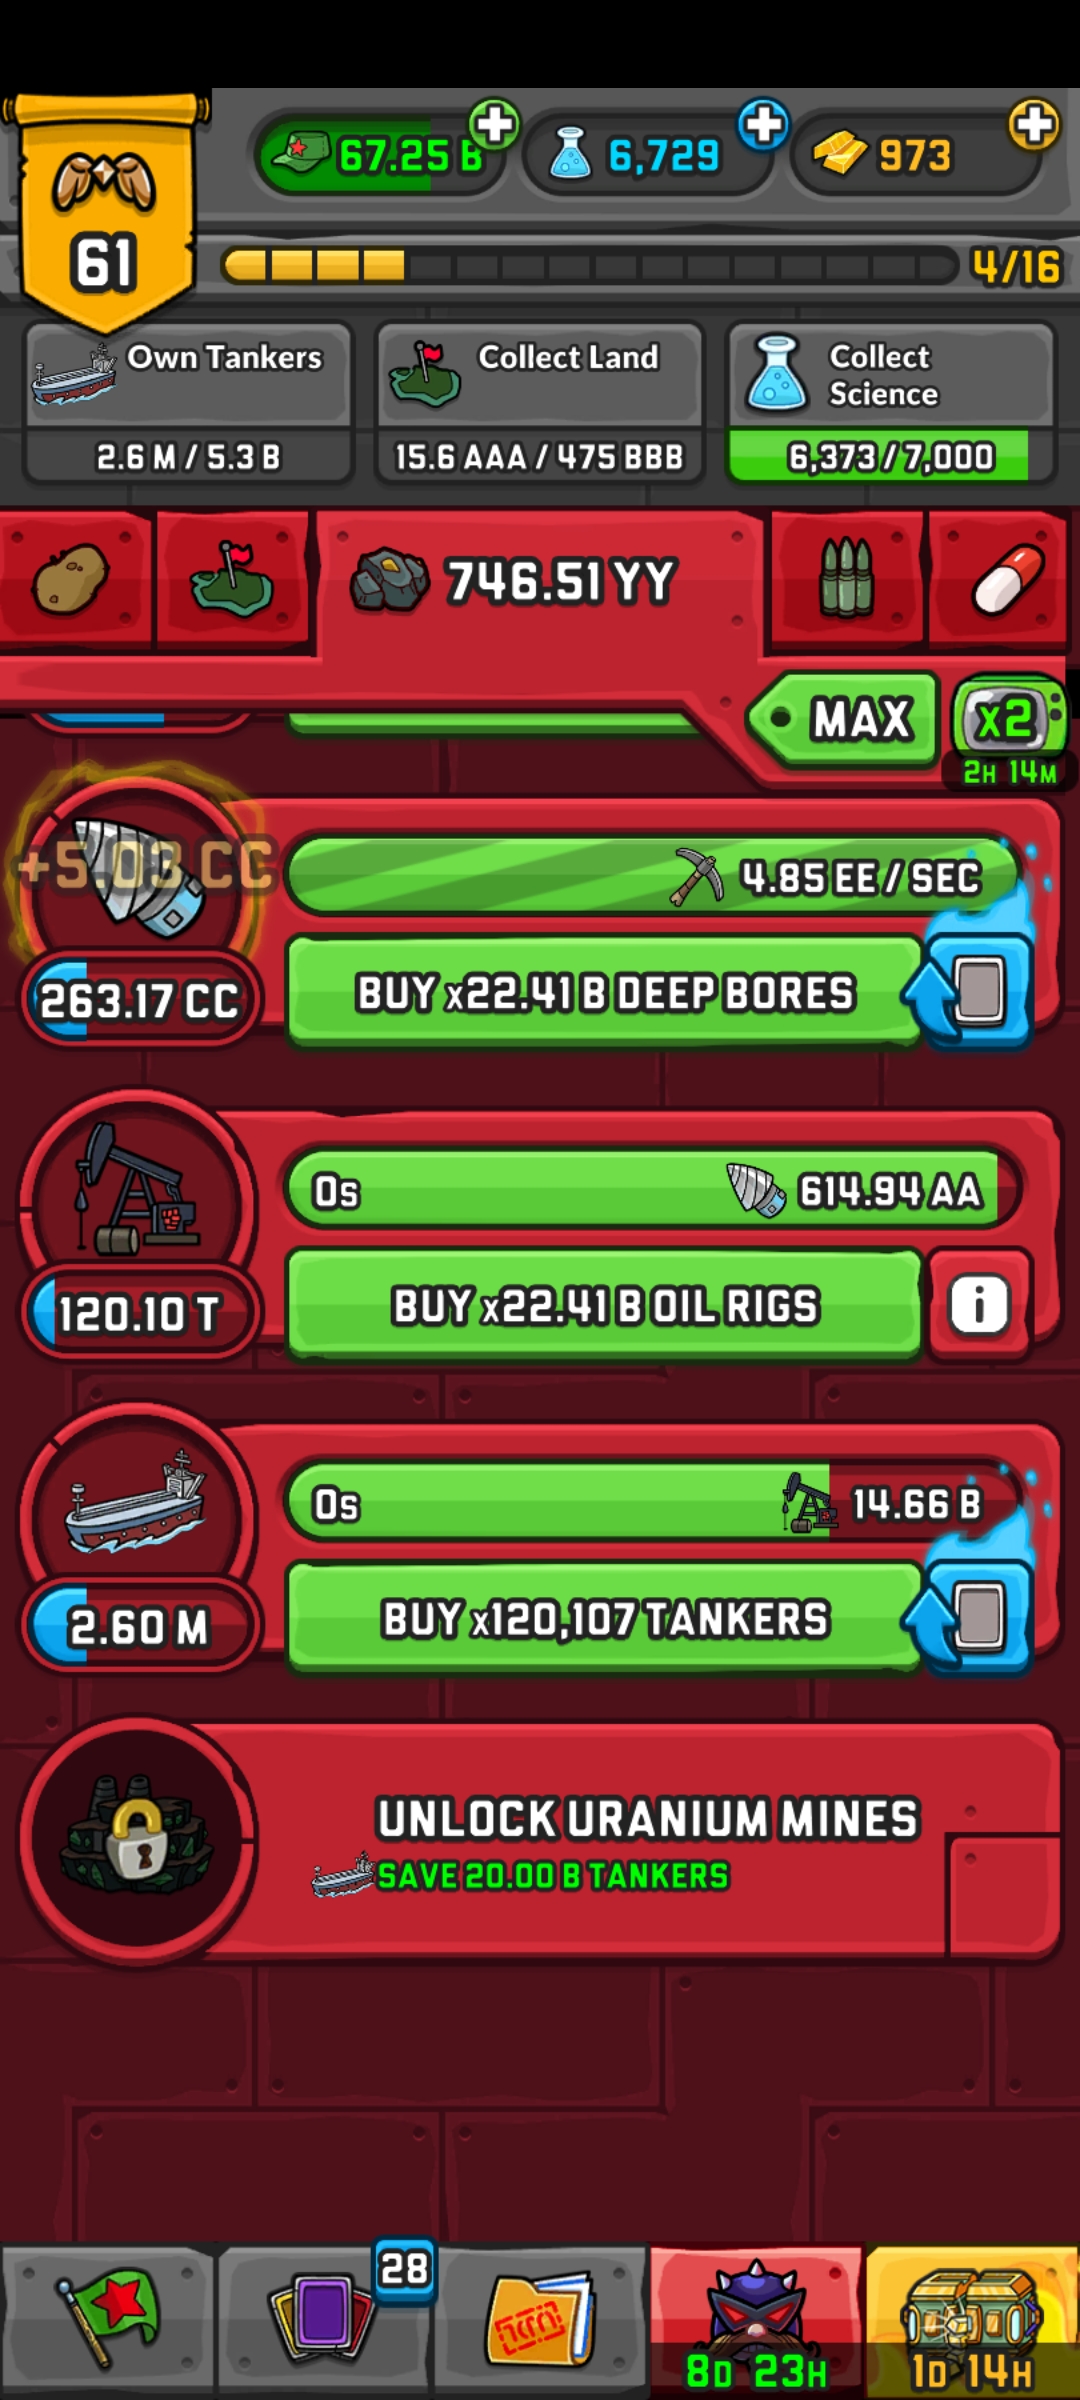 67.25 B
6,729
973
61
4/16
Own Tankers
2.6 M / 5.3 B
Collect Land
15.6 AAA / 475 BBB
Collect
Science
6,373 / 7,000
746.51 YY
MAX
x2
2H 14M
+5.03 CC
4.85 EE / SEC
263.17 CC
BUY x22.41 B DEEP BORES
0s
614.94 AA
120.10 T
BUY x22.41 B OIL RIGS
i
0s
14.66 B
2.60 M
BUY x120,107 TANKERS
UNLOCK URANIUM MINES
SAVE 20.00 B TANKERS
28
8D 23H
1D 14H